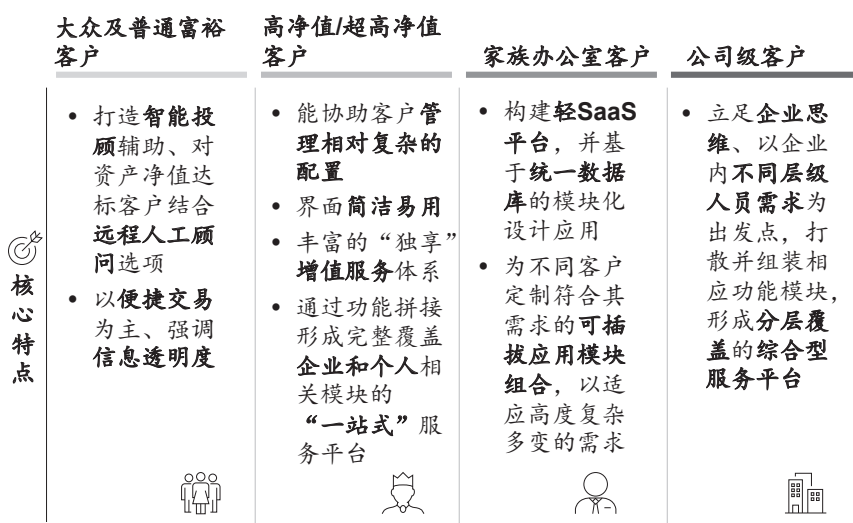 大众及普通富裕
客户
高净值/超高净值
客户
家族办公室客户
公司级客户
核心特点
• 打造智能投
顾辅助、对
资产净值达
标客户结合
远程人工顾
问选项
• 以便捷交易
为主、强调
信息透明度
• 能协助客户管
理相对复杂的
配置
• 界面简洁易用
• 丰富的“独享”
增值服务体系
• 通过功能拼接
形成完整覆盖
企业和个人相
关模块的
“一站式”服
务平台
• 构建轻SaaS
平台，并基
于统一数据
库的模块化
设计应用
• 为不同客户
定制符合其
需求的可插
拔应用模块
组合，以适
应高度复杂
多变的需求
• 立足企业思
维、以企业
内不同层级
人员需求为
出发点，打
散并组装相
应功能模块，
形成分层覆
盖的综合型
服务平台